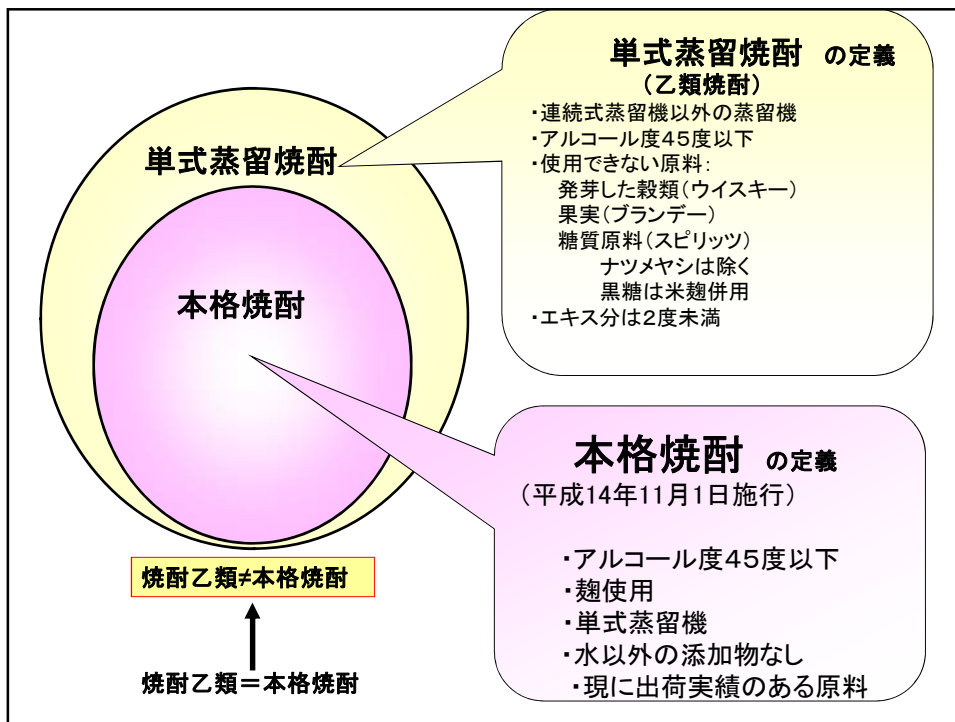 単式蒸留焼酎
本格焼酎
焼酎乙類≠本格焼酎
焼酎乙類＝本格焼酎
単式蒸留焼酎 の定義
（乙類焼酎）
・連続式蒸留機以外の蒸留機
・アルコール度４５度以下
・使用できない原料：
発芽した穀類（ウイスキー）
果実（ブランデー）
糖質原料（スピリッツ）
ナツメヤシは除く
黒糖は米麹併用
・エキス分は２度未満
本格焼酎 の定義
（平成14年11月1日施行）
・アルコール度４５度以下
・麹使用
・単式蒸留機
・水以外の添加物なし
・現に出荷実績のある原料